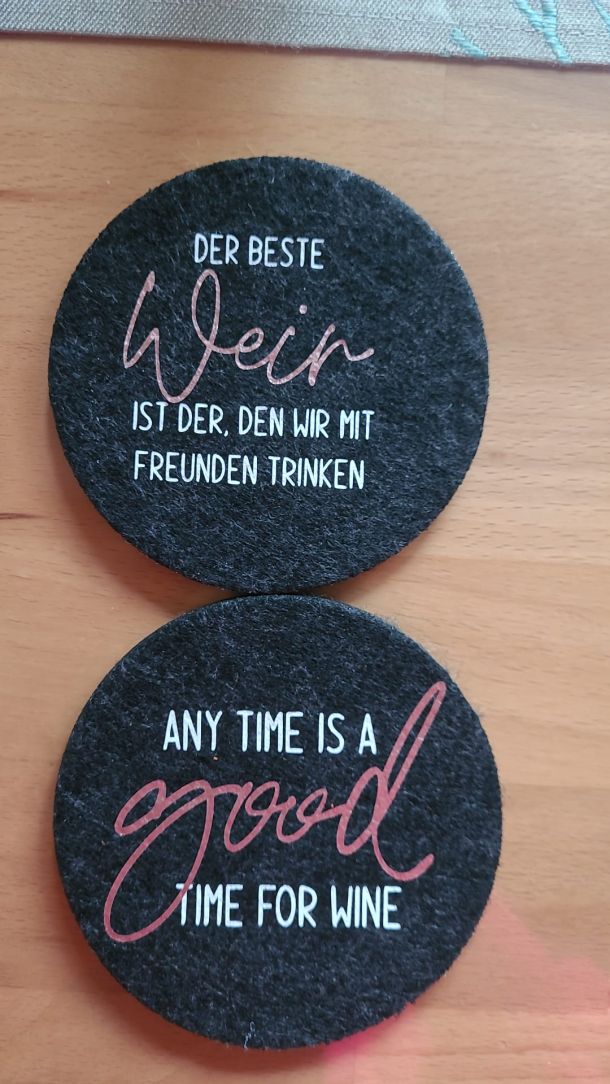 DER BESTE
Wein
IST DER, DEN WIR MIT
FREUNDEN TRINKEN
ANY TIME IS A
good
TIME FOR WINE